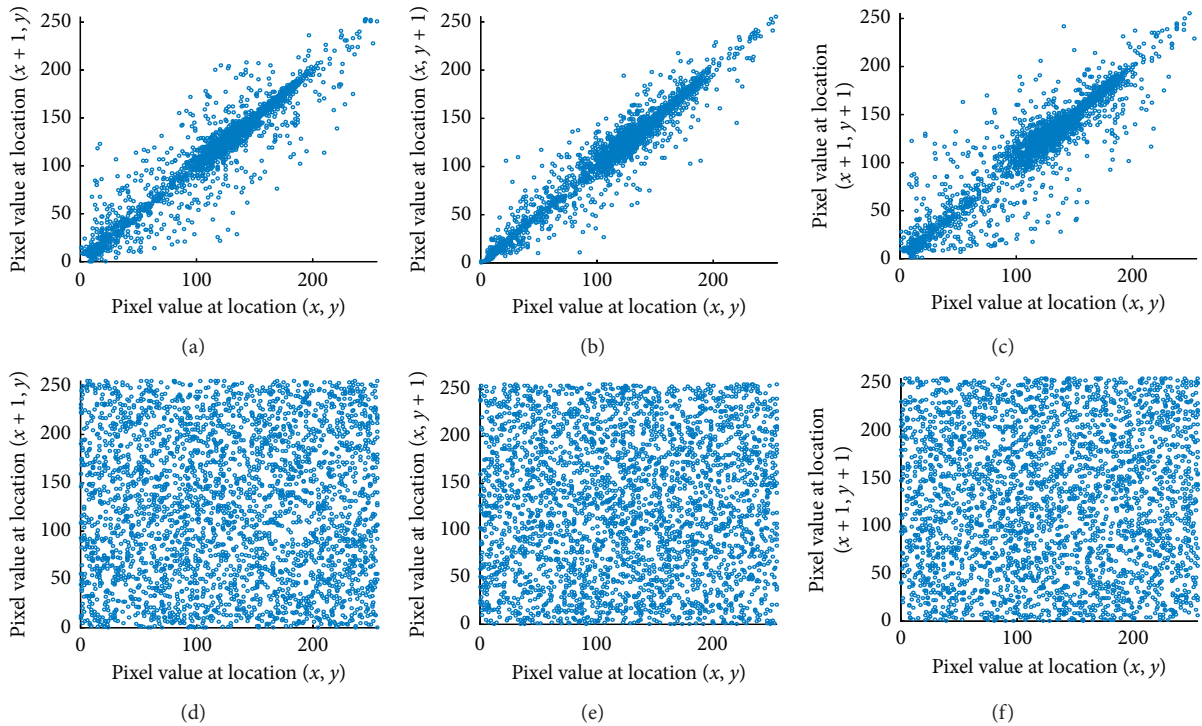 Pixel value at location (x + 1, y)
250
200
150
100
50
0
0
100
200
Pixel value at location (x, y)
(a)
Pixel value at location (x, y + 1)
250
200
150
100
50
0
0
100
200
Pixel value at location (x, y)
(b)
Pixel value at location
(x + 1, y + 1)
250
200
150
100
50
0
0
100
200
Pixel value at location (x, y)
(c)
Pixel value at location (x + 1, y)
250
200
150
100
50
0
0
100
200
Pixel value at location (x, y)
(d)
Pixel value at location (x, y + 1)
250
200
150
100
50
0
0
100
200
Pixel value at location (x, y)
(e)
Pixel value at location
(x + 1, y + 1)
250
200
150
100
50
0
0
100
200
Pixel value at location (x, y)
(f)